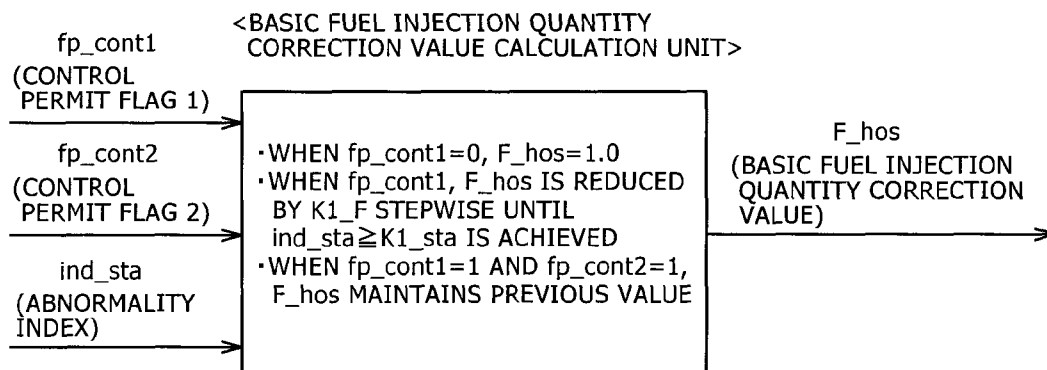 <BASIC FUEL INJECTION QUANTITY
CORRECTION VALUE CALCULATION UNIT>
fp_cont1
(CONTROL
PERMIT FLAG 1)
fp_cont2
(CONTROL
PERMIT FLAG 2)
ind_sta
(ABNORMALITY
INDEX)
·WHEN fp_cont1=0, F_hos=1.0
·WHEN fp_cont1, F_hos IS REDUCED
BY K1_F STEPWISE UNTIL
ind_sta≧K1_sta IS ACHIEVED
·WHEN fp_cont1=1 AND fp_cont2=1,
F_hos MAINTAINS PREVIOUS VALUE
F_hos
(BASIC FUEL INJECTION
QUANTITY CORRECTION
VALUE)